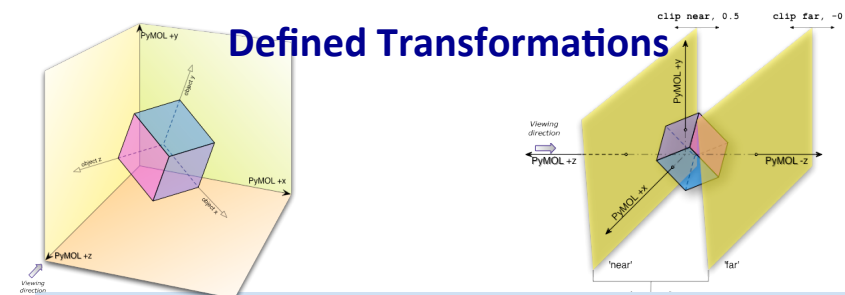 Defined Transformations
PyMOL +y
object y
object z
PyMOL +x
object x
PyMOL +z
Viewing
direction
clip near, 0.5
clip far, -0
PyMOL +y
Viewing
direction
PyMOL +z
PyMOL -z
PyMOL +x
'near'
'far'